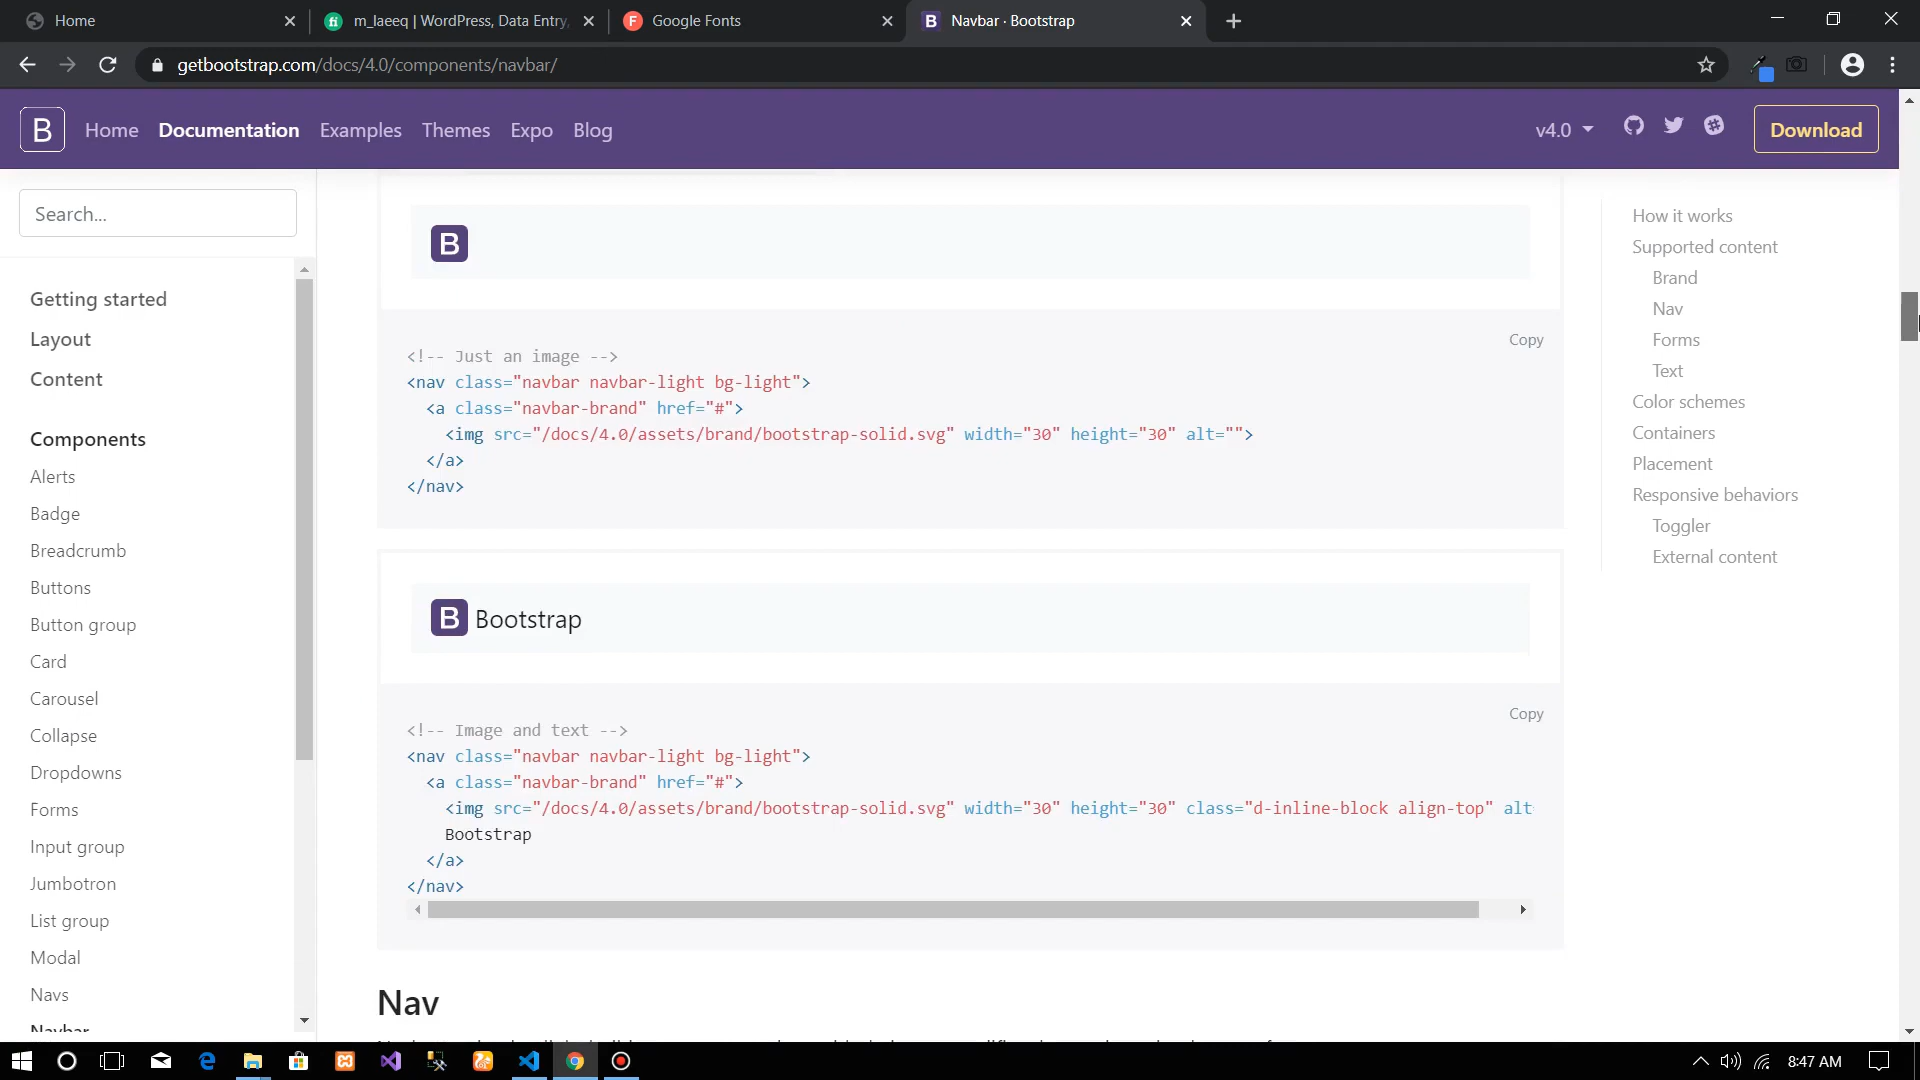 Home
m_laeeq | WordPress, Data Entry,
Google Fonts
Navbar · Bootstrap
getbootstrap.com/docs/4.0/components/navbar/
B Home Documentation Examples Themes Expo Blog v4.0 Download
Search...
Getting started
Layout
Content
Components
Alerts
Badge
Breadcrumb
Buttons
Button group
Card
Carousel
Collapse
Dropdowns
Forms
Input group
Jumbotron
List group
Modal
Navs
Navbar
B
Copy
<!-- Just an image -->
<nav class="navbar navbar-light bg-light">
<a class="navbar-brand" href="#">
<img src="/docs/4.0/assets/brand/bootstrap-solid.svg" width="30" height="30" alt="">
</a>
</nav>
B Bootstrap
Copy
<!-- Image and text -->
<nav class="navbar navbar-light bg-light">
<a class="navbar-brand" href="#">
<img src="/docs/4.0/assets/brand/bootstrap-solid.svg" width="30" height="30" class="d-inline-block align-top" alt
Bootstrap
</a>
</nav>
Nav
How it works
Supported content
Brand
Nav
Forms
Text
Color schemes
Containers
Placement
Responsive behaviors
Toggler
External content
8:47 AM